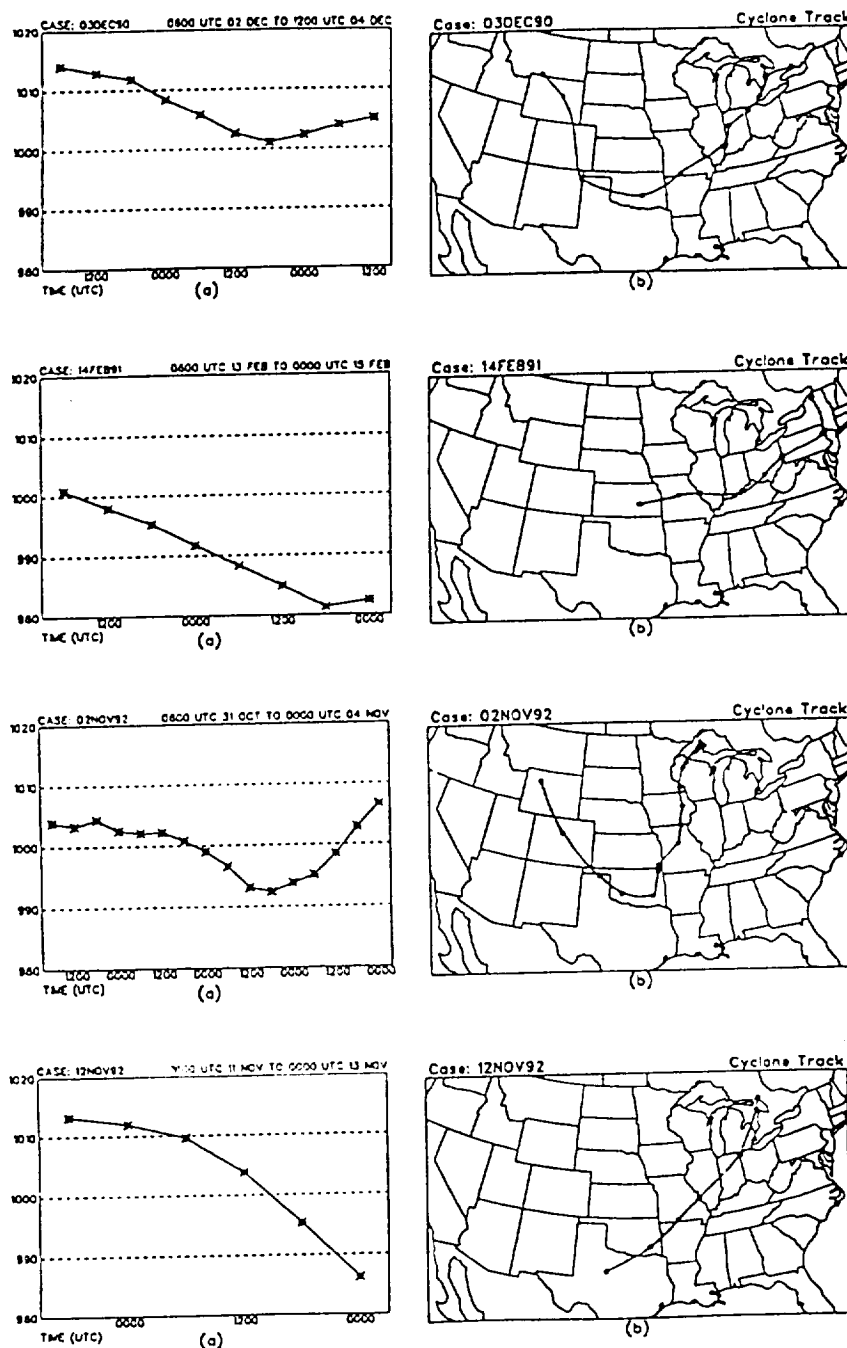 CASE: 03DEC90 0600 UTC 02 DEC TO 1200 UTC 04 DEC
1020
1010
1000
990
980
1200 0000 1200 0000 1200
TIME (UTC)
(a)
Case: 03DEC90 Cyclone Track
(b)
CASE: 14FEB91 0600 UTC 13 FEB TO 0000 UTC 15 FEB
1020
1010
1000
990
980
1200 0000 1200 0000
TIME (UTC)
(a)
Case: 14FEB91 Cyclone Track
(b)
CASE: 02NOV92 0600 UTC 31 OCT TO 0000 UTC 04 NOV
1020
1010
1000
990
980
1200 0000 1200 0000 1200 0000 1200 0000
TIME (UTC)
(a)
Case: 02NOV92 Cyclone Track
(b)
CASE: 12NOV92 UTC 11 NOV TO 0000 UTC 13 NOV
1020
1010
1000
990
980
0000 1200 0000
TIME (UTC)
(a)
Case: 12NOV92 Cyclone Track
(b)